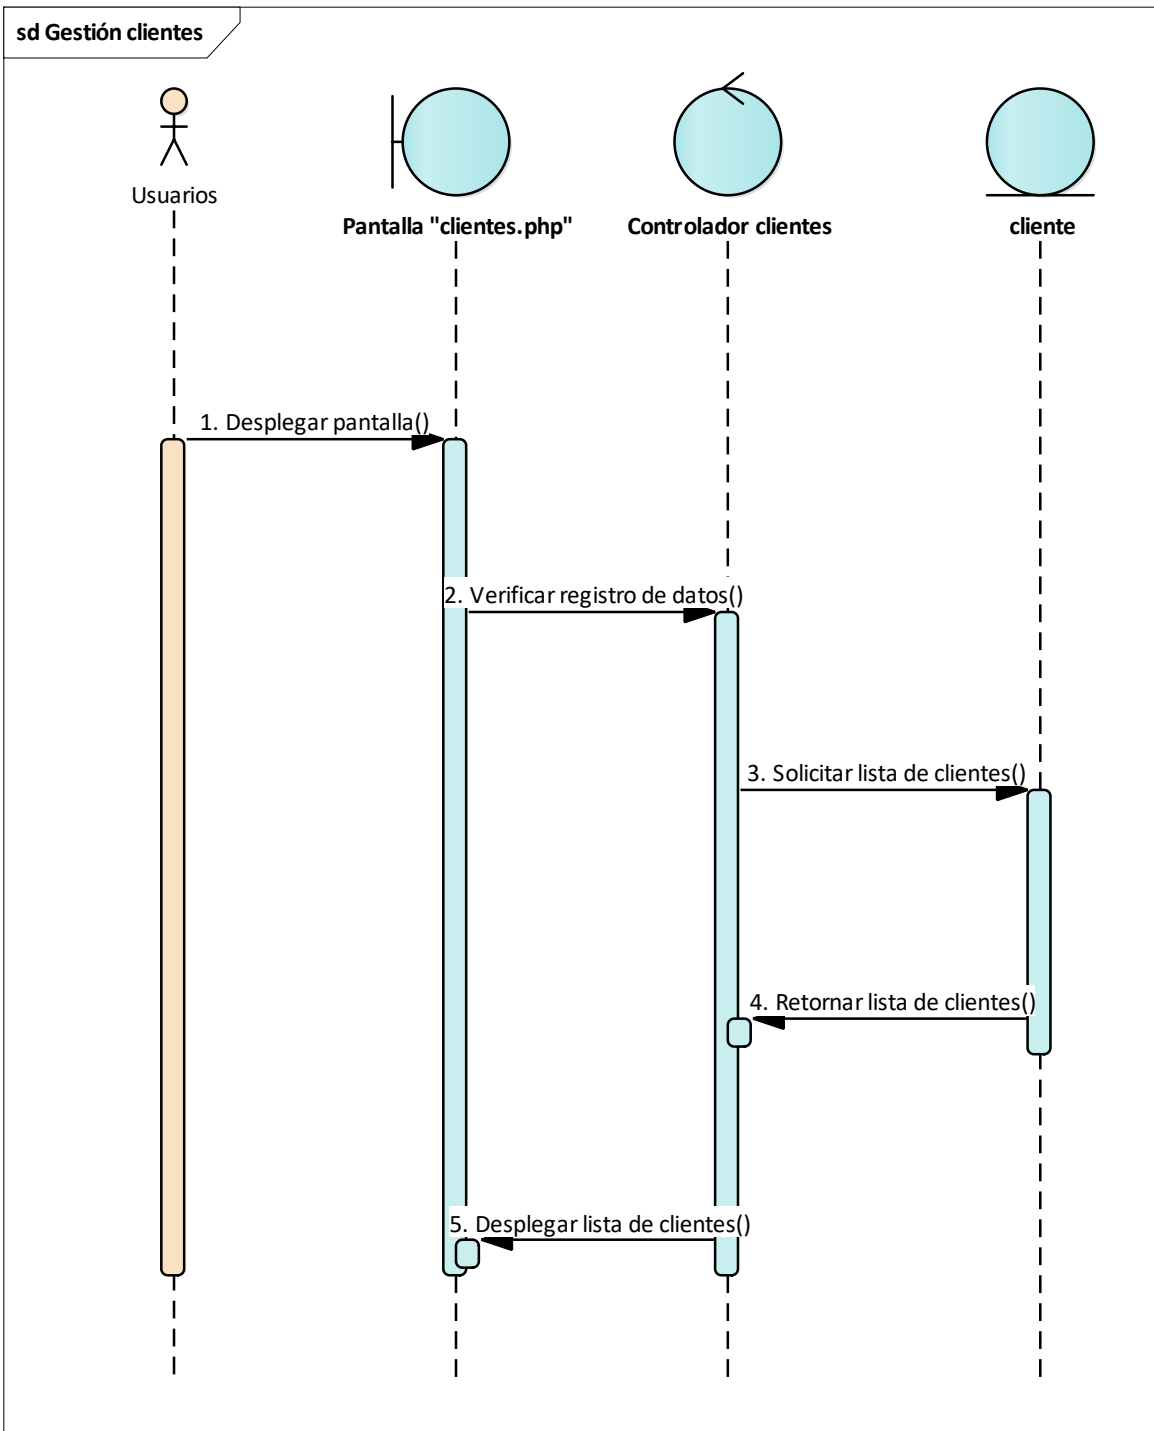 sd Gestión clientes
Usuarios
Pantalla "clientes.php"
Controlador clientes
cliente
1. Desplegar pantalla()
2. Verificar registro de datos()
3. Solicitar lista de clientes()
4. Retornar lista de clientes()
5. Desplegar lista de clientes()